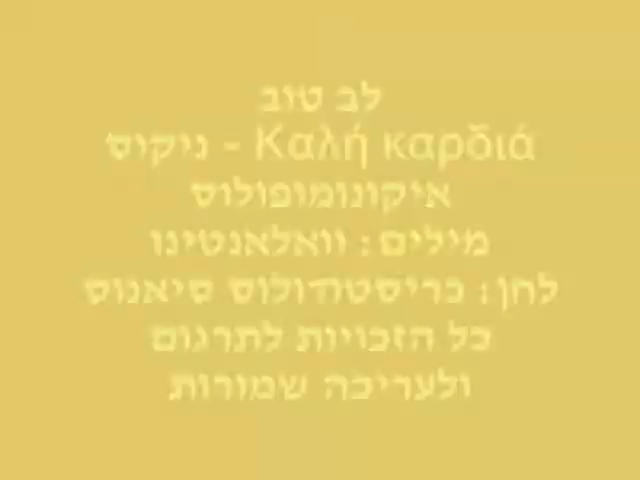 לב טוב
Καλή καρδιά - ניקוס
איקונומופולוס
מילים: וואלאנטינו
לחן: כריסטודולוס סיאנוס
כל הזכויות לתרגום
ולעריכה שמורות